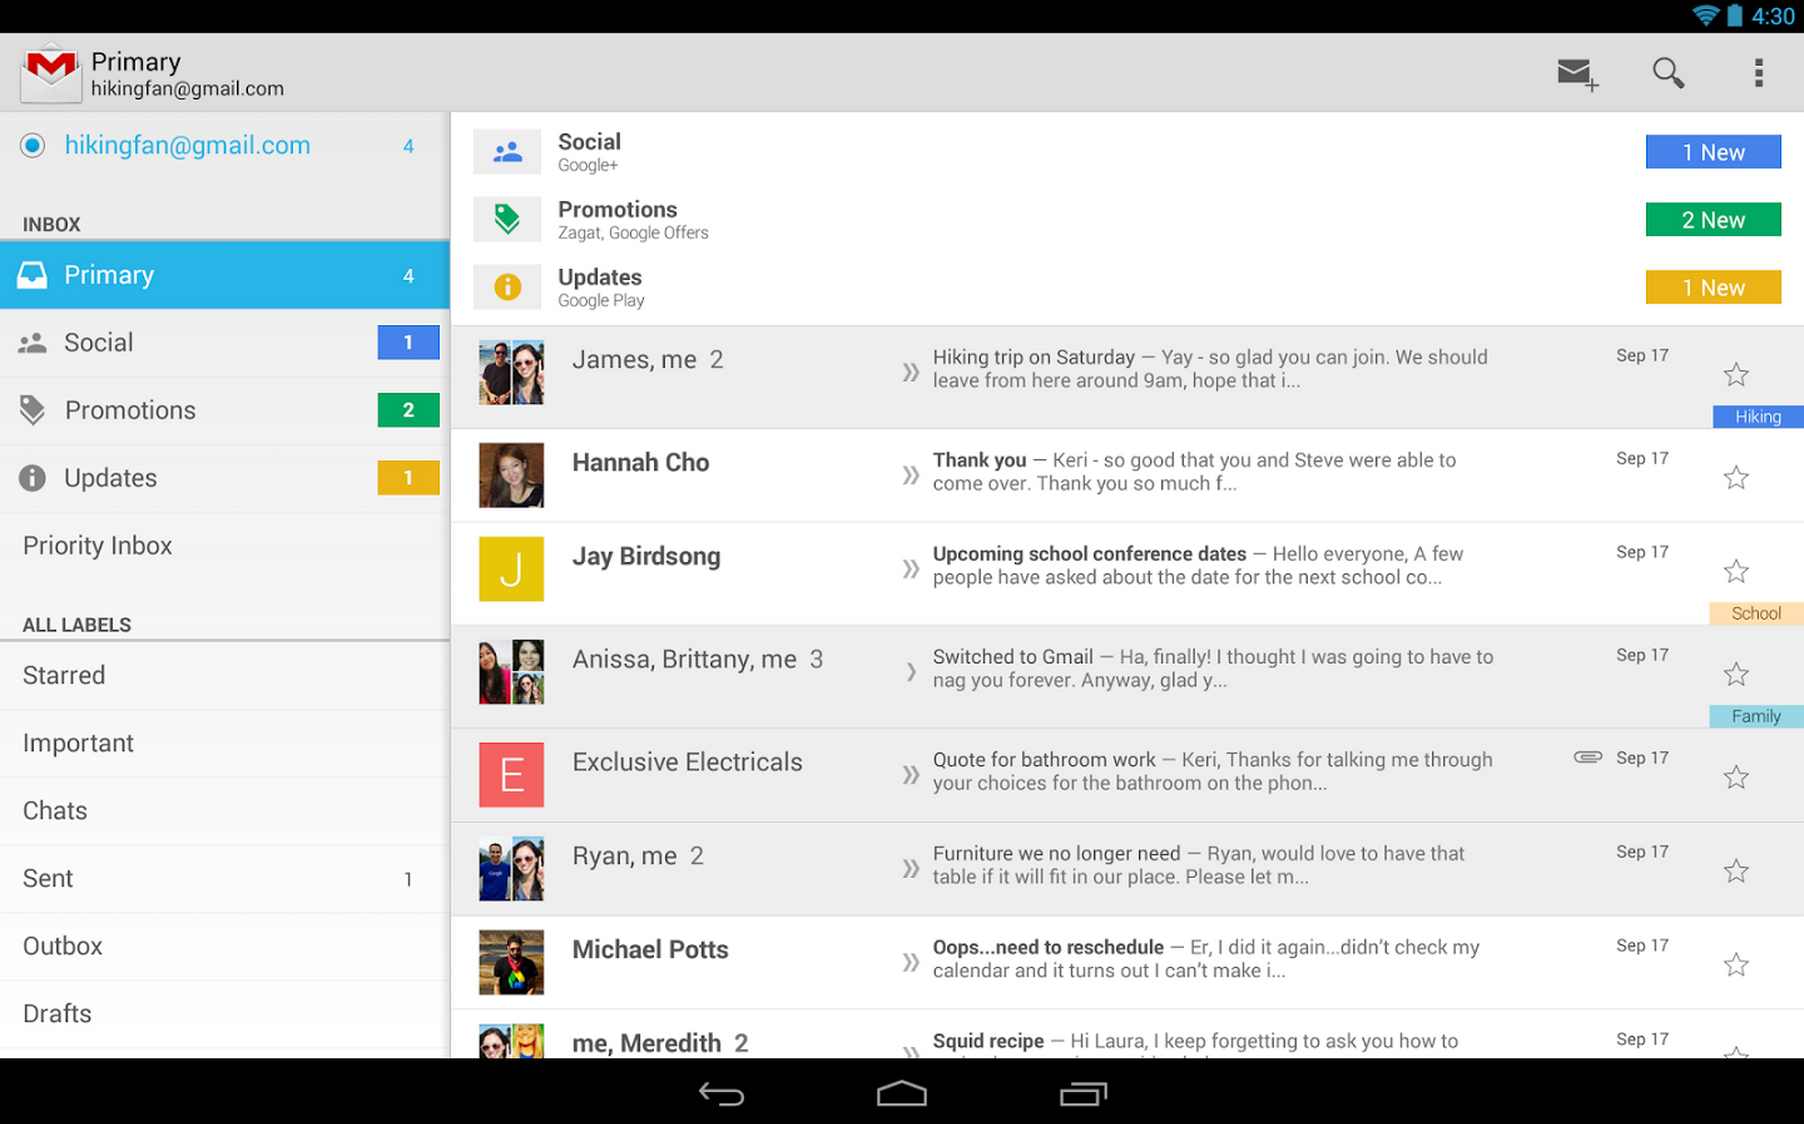 4:30
Primary
hikingfan@gmail.com
hikingfan@gmail.com 4
INBOX
Primary 4
Social 1
Promotions 2
Updates 1
Priority Inbox
ALL LABELS
Starred
Important
Chats
Sent 1
Outbox
Drafts
Social
Google+
1 New
Promotions
Zagat, Google Offers
2 New
Updates
Google Play
1 New
James, me 2
Hiking trip on Saturday — Yay - so glad you can join. We should
leave from here around 9am, hope that i...
Sep 17
Hiking
Hannah Cho
Thank you — Keri - so good that you and Steve were able to
come over. Thank you so much f...
Sep 17
J
Jay Birdsong
Upcoming school conference dates — Hello everyone, A few
people have asked about the date for the next school co...
Sep 17
School
Anissa, Brittany, me 3
Switched to Gmail — Ha, finally! I thought I was going to have to
nag you forever. Anyway, glad y...
Sep 17
Family
E
Exclusive Electricals
Quote for bathroom work — Keri, Thanks for talking me through
your choices for the bathroom on the phon...
Sep 17
Ryan, me 2
Furniture we no longer need — Ryan, would love to have that
table if it will fit in our place. Please let m...
Sep 17
Michael Potts
Oops...need to reschedule — Er, I did it again...didn't check my
calendar and it turns out I can't make i...
Sep 17
me, Meredith 2
Squid recipe — Hi Laura, I keep forgetting to ask you how to
Sep 17